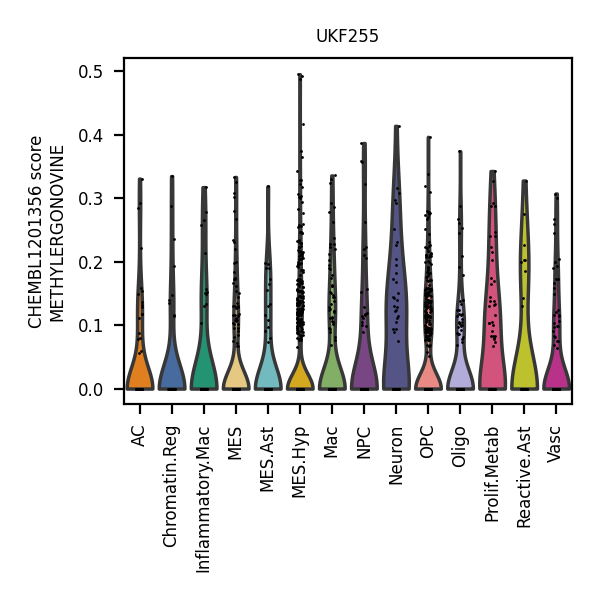 UKF255
CHEMBL1201356 score
METHYLERGONOVINE
0.5
0.4
0.3
0.2
0.1
0.0
AC
Chromatin.Reg
Inflammatory.Mac
MES
MES.Ast
MES.Hyp
Mac
NPC
Neuron
OPC
Oligo
Prolif.Metab
Reactive.Ast
Vasc